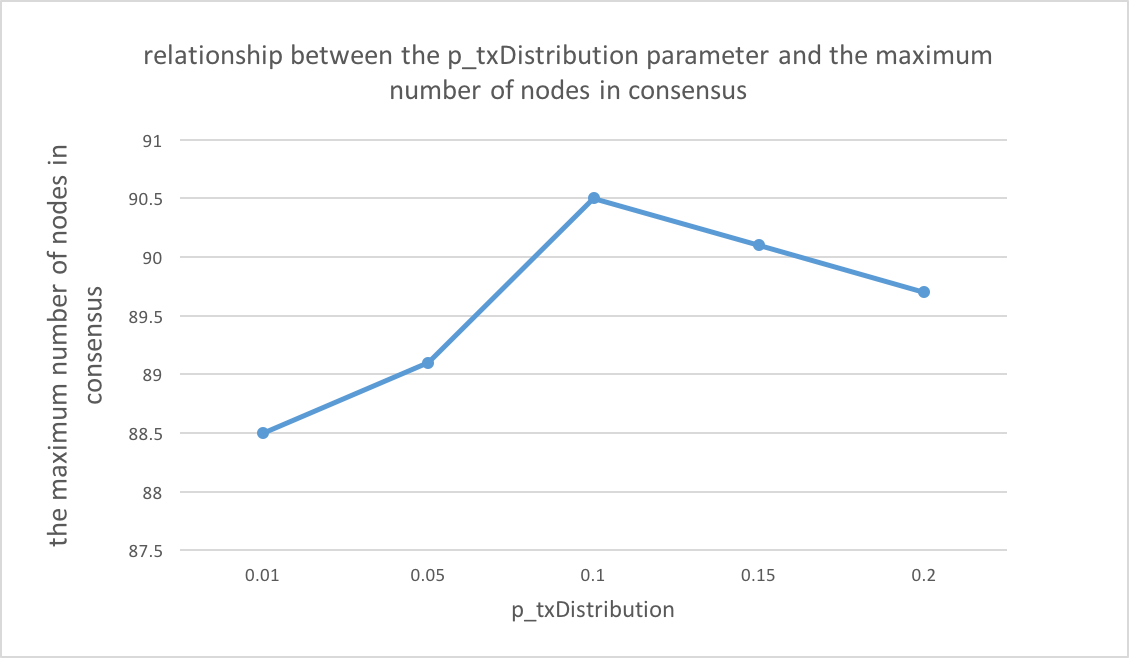 relationship between the p_txDistribution parameter and the maximum
number of nodes in consensus
the maximum number of nodes in
consensus
91
90.5
90
89.5
89
88.5
88
87.5
0.01
0.05
0.1
0.15
0.2
p_txDistribution